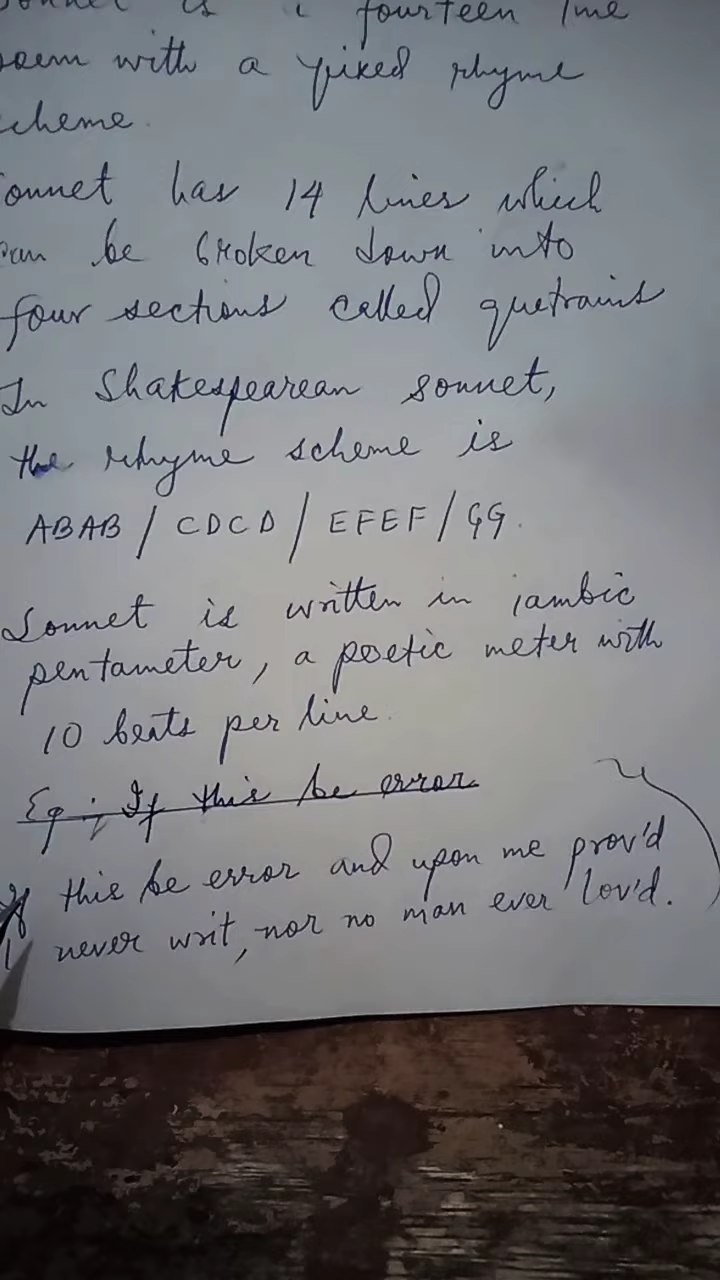 onnet is a fourteen line
poem with a fixed rhyme
scheme.
onnet has 14 lines which
can be broken down into
four sections called quetrains
In Shakespearean sonnet,
the rhyme scheme is
ABAB / CDCD / EFEF / GG.
Sonnet is written in iambic
pentameter, a poetic meter with
10 beats per line.
Eg : If this be error
If this be error and upon me prov'd
I never writ, nor no man ever lov'd.